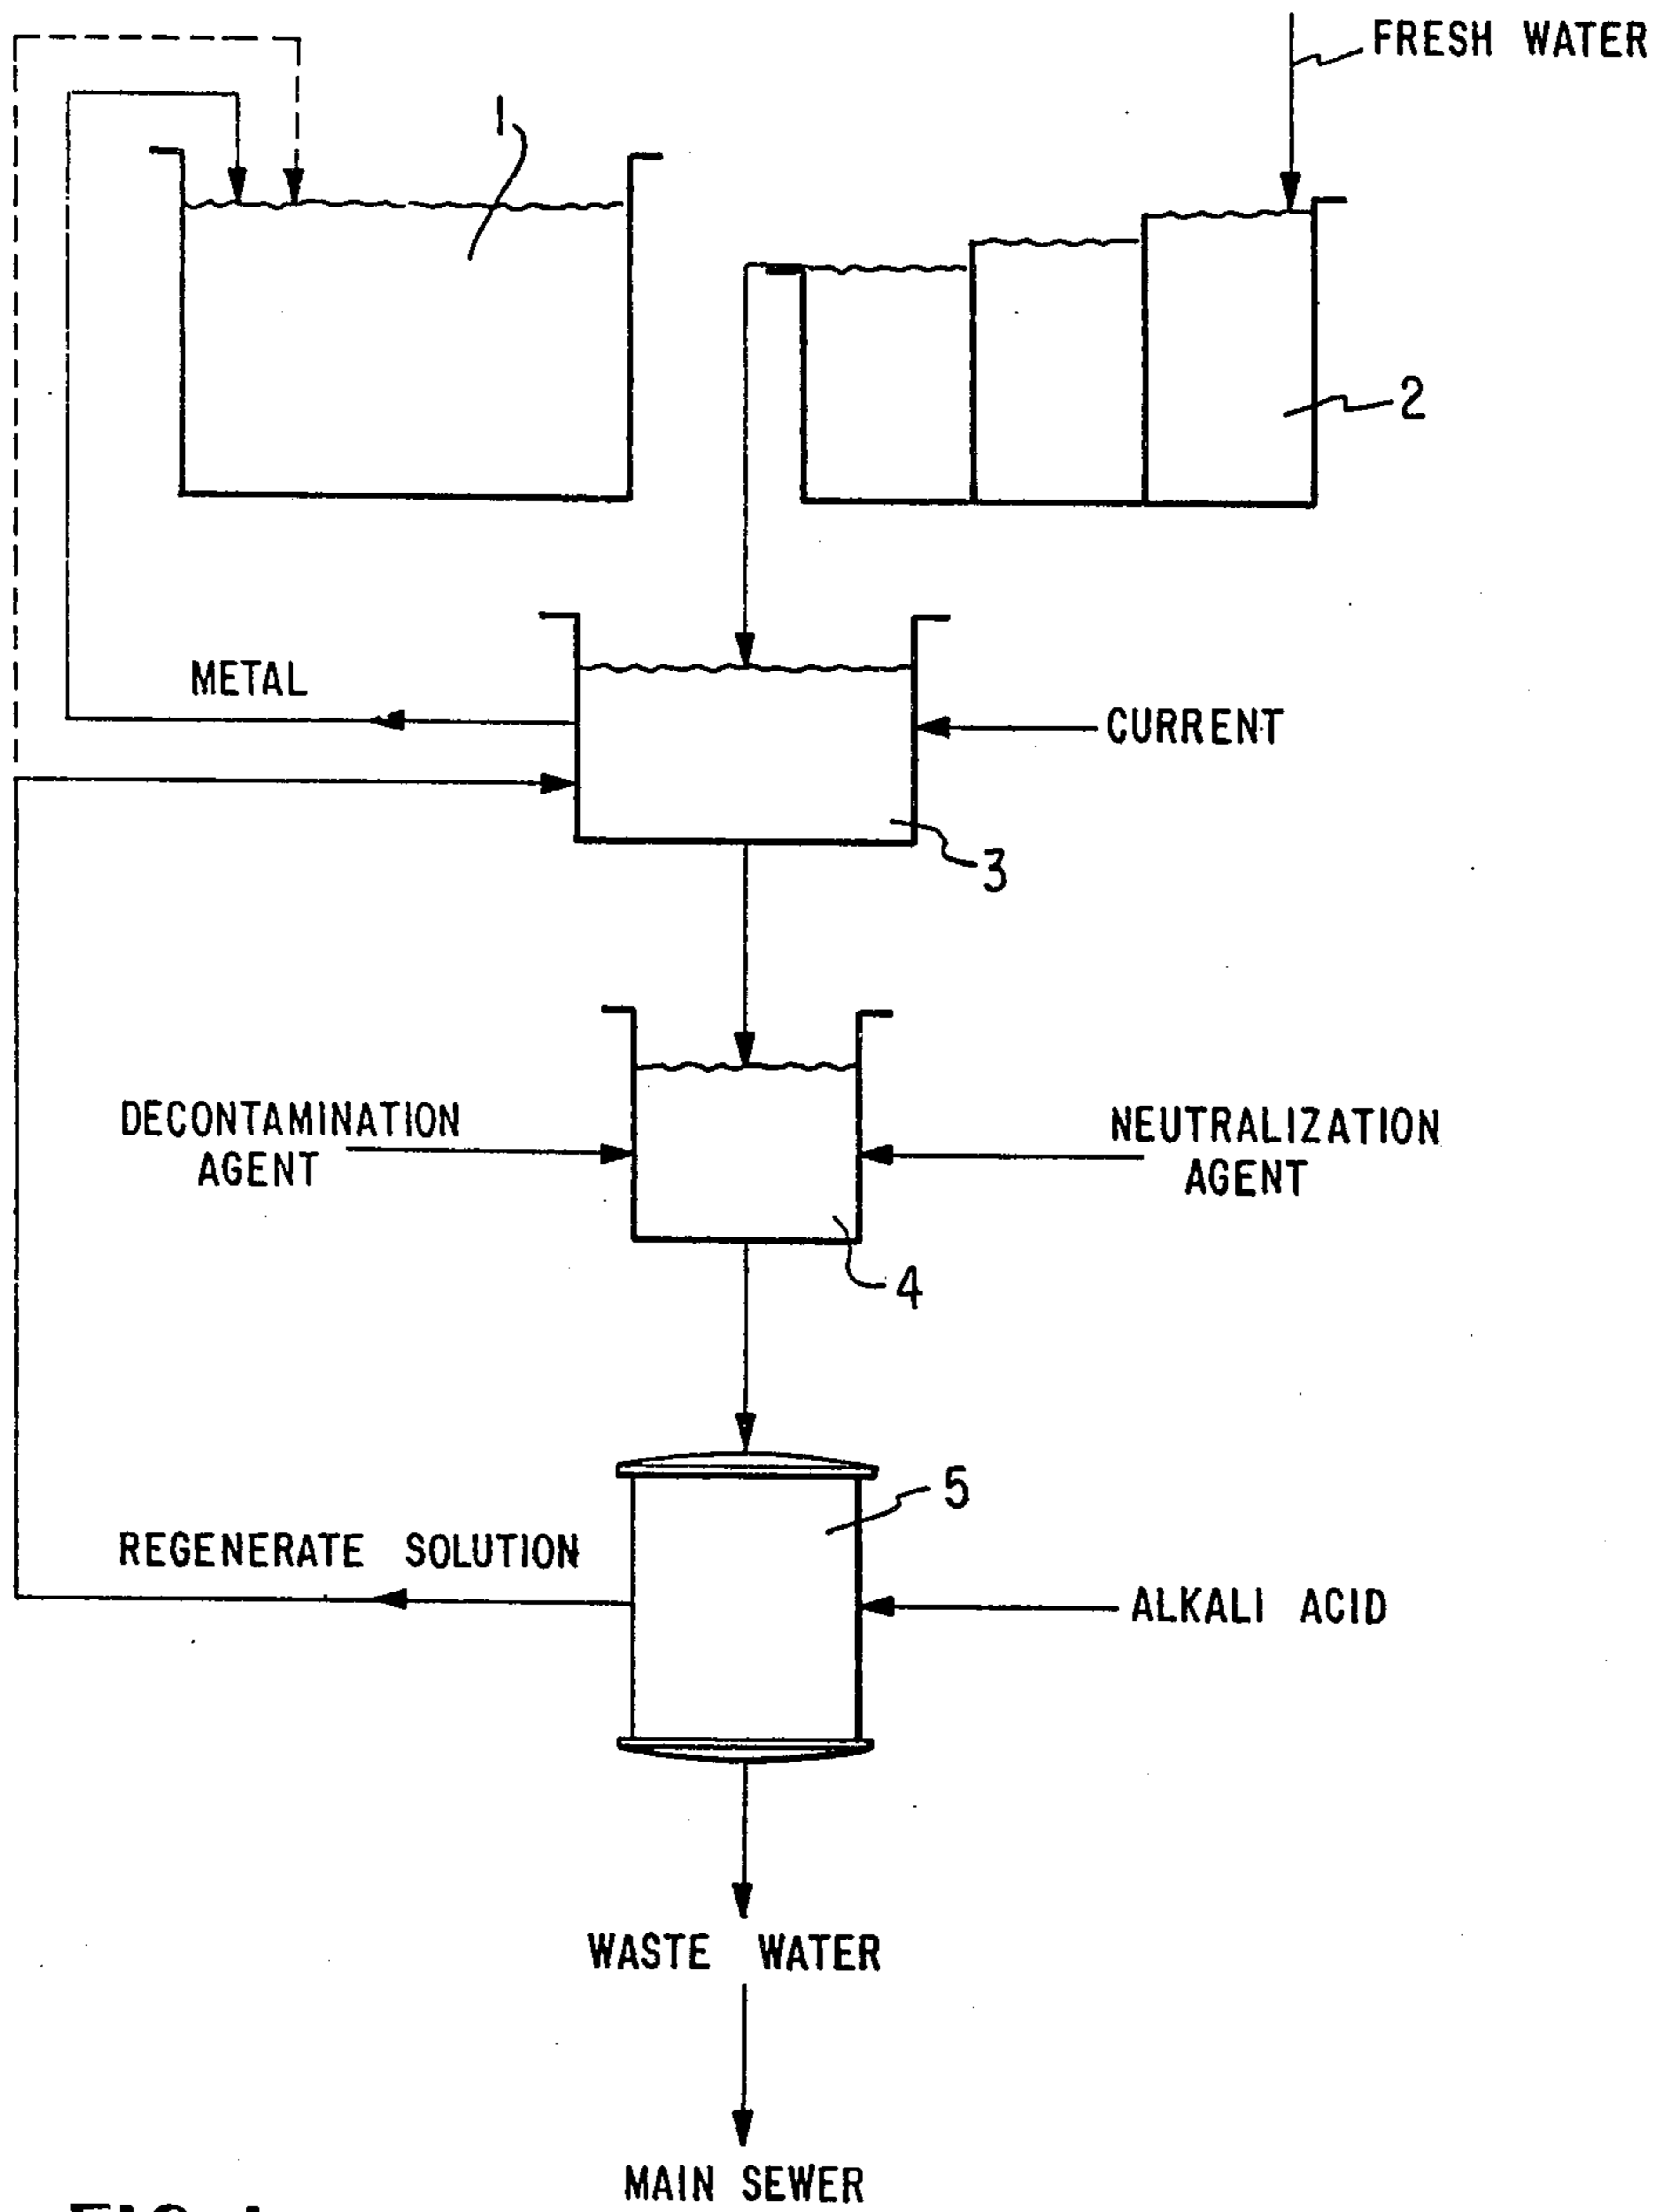 FRESH WATER
1
2
METAL
CURRENT
3
DECONTAMINATION
AGENT
NEUTRALIZATION
AGENT
4
5
REGENERATE SOLUTION
ALKALI ACID
WASTE WATER
MAIN SEWER